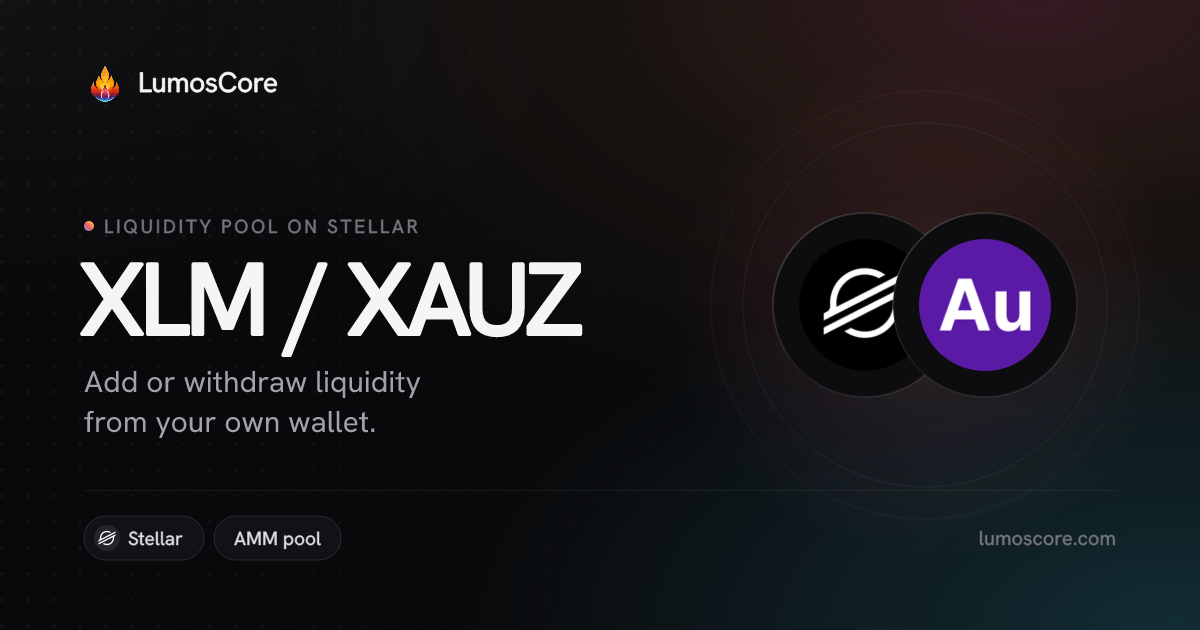 LumosCore
LIQUIDITY POOL ON STELLAR
XLM / XAUZ
Add or withdraw liquidity
from your own wallet.
Au
Stellar
AMM pool
lumoscore.com